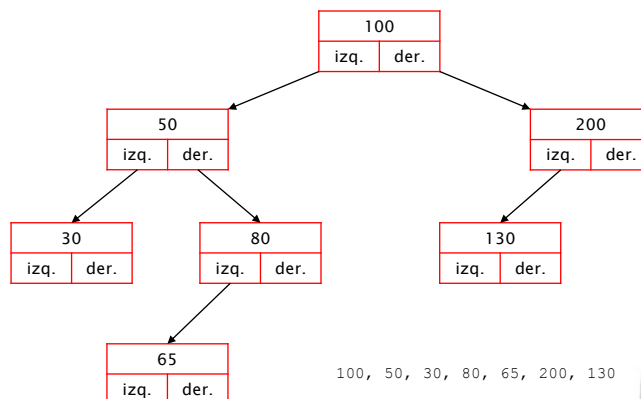 100
izq. der.
50
izq. der.
200
izq. der.
30
izq. der.
80
izq. der.
130
izq. der.
65
izq. der.
100, 50, 30, 80, 65, 200, 130